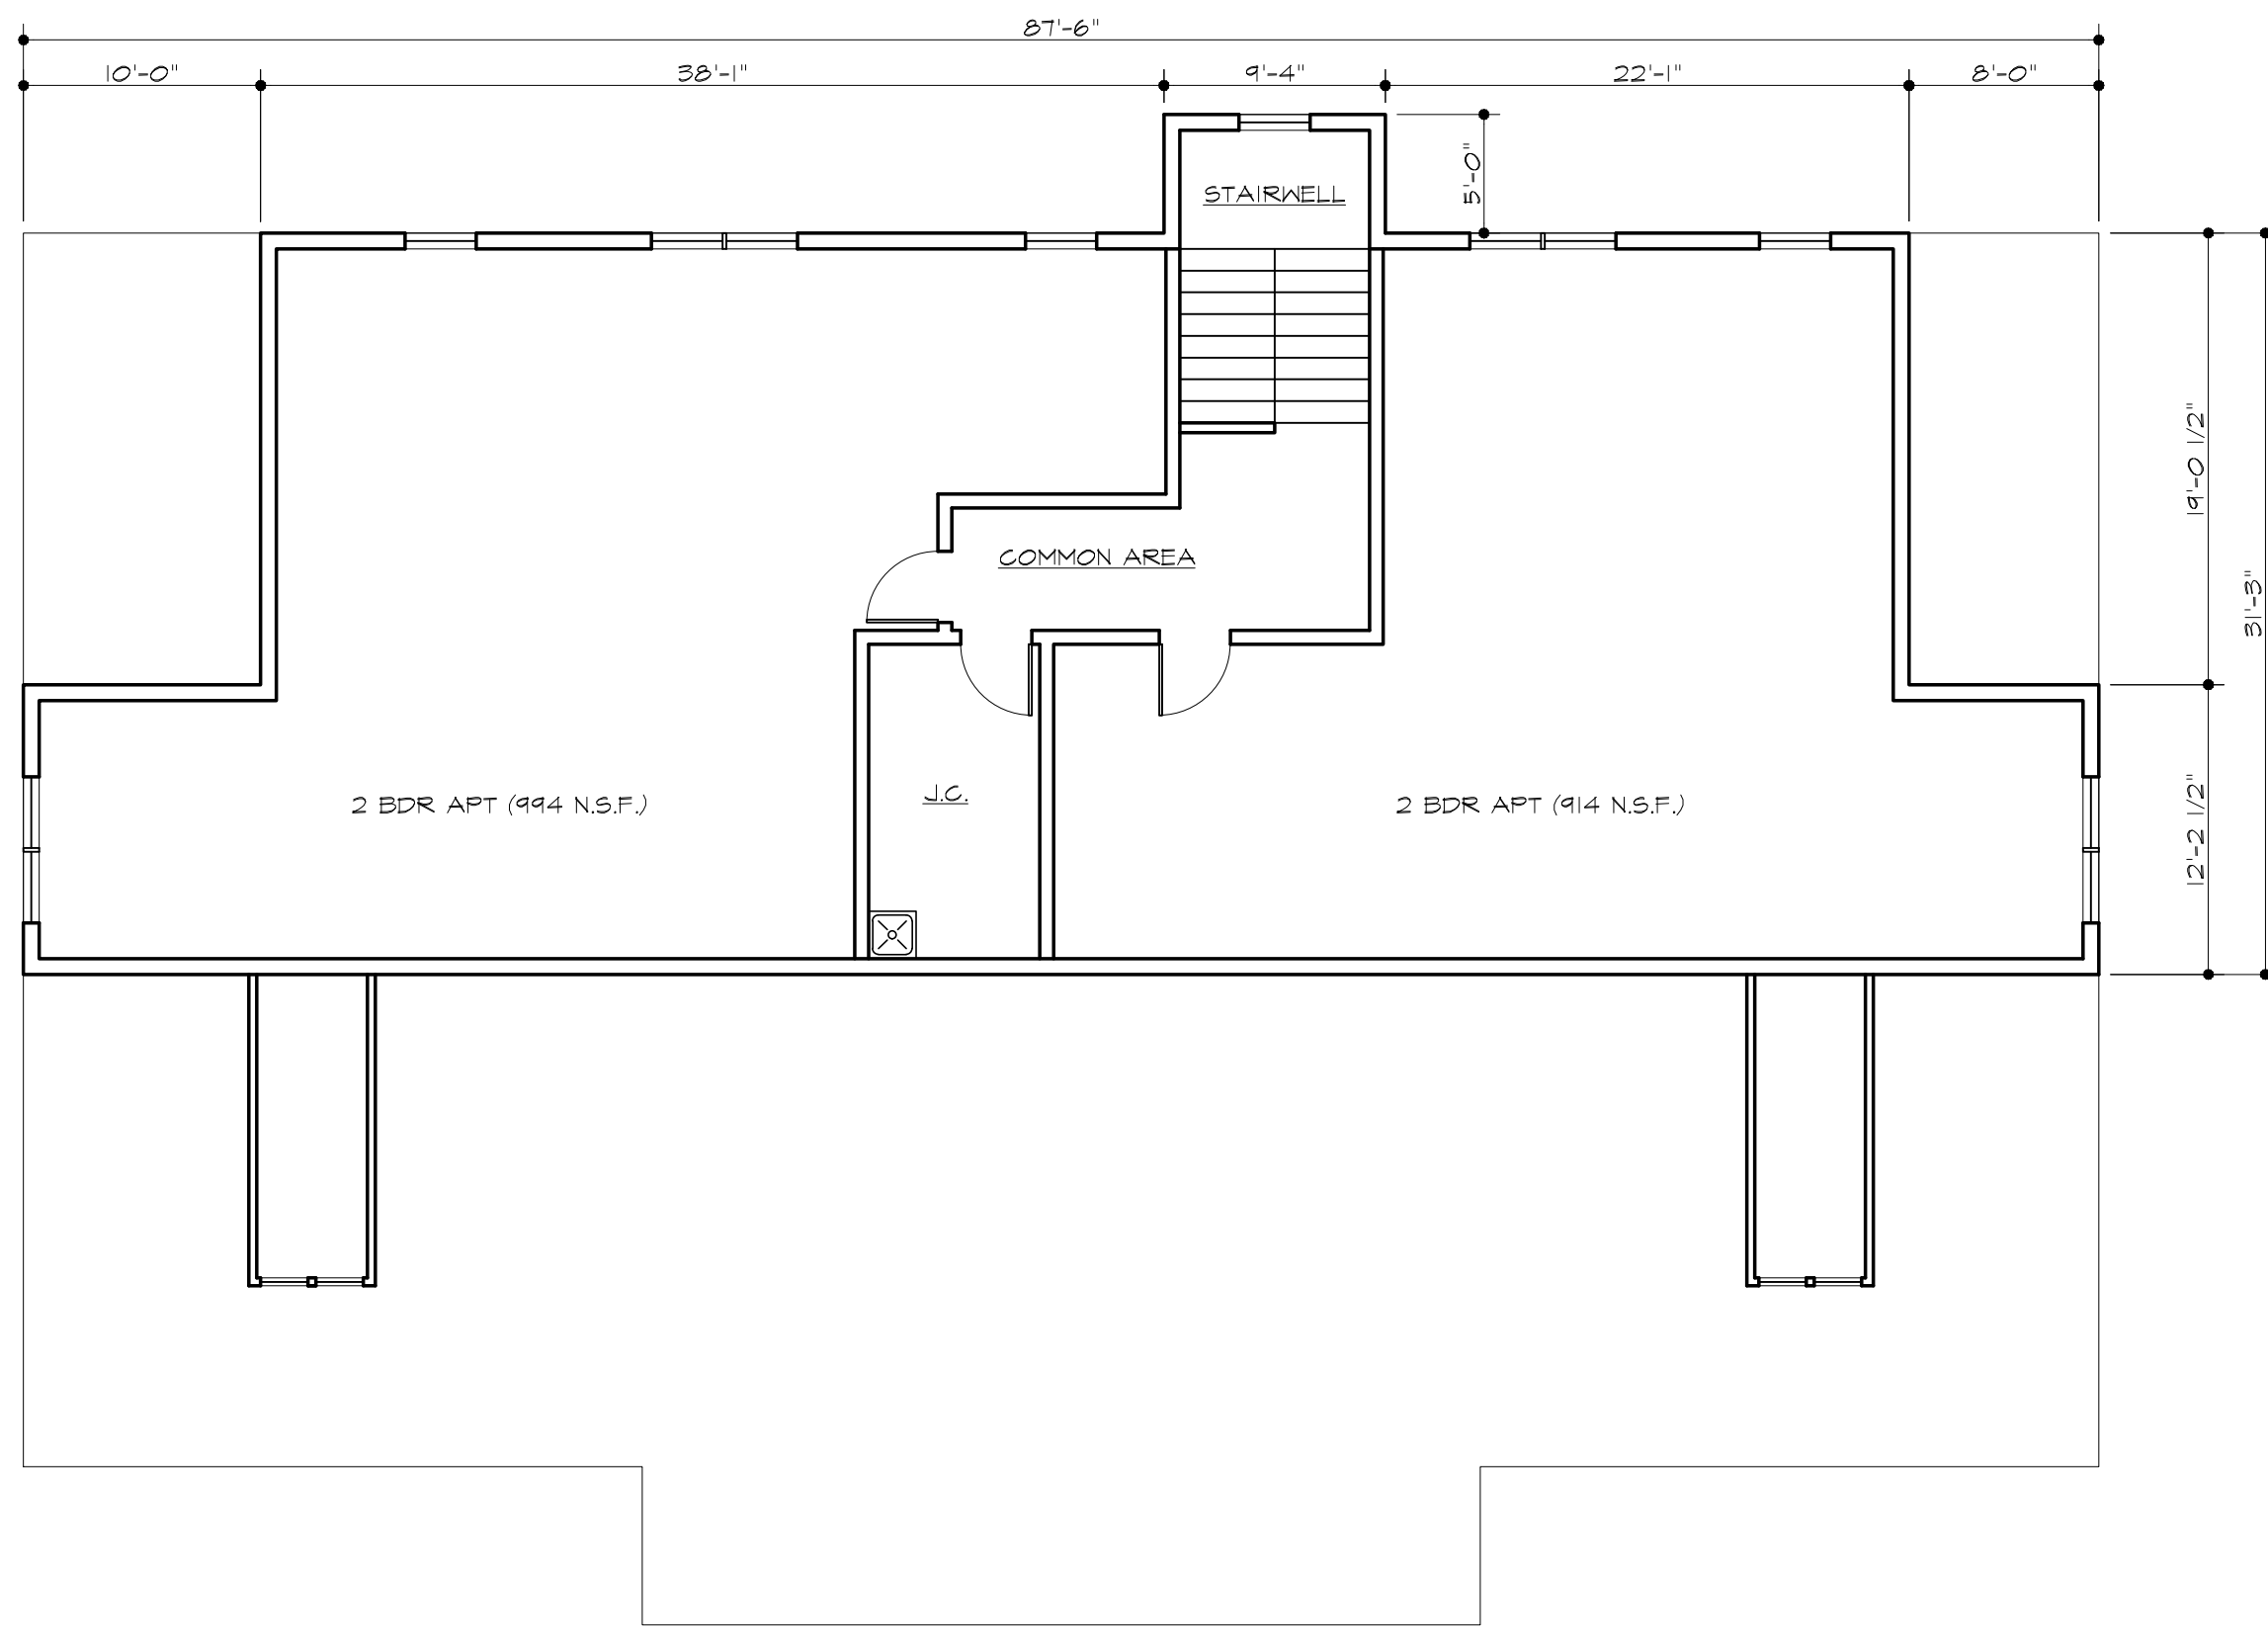 87'-6"
10'-0"
38'-1"
9'-4"
22'-1"
8'-0"
5'-0"
STAIRWELL
19'-0 1/2"
COMMON AREA
31'-3"
J.C.
2 BDR APT (994 N.S.F.)
2 BDR APT (914 N.S.F.)
12'-2 1/2"